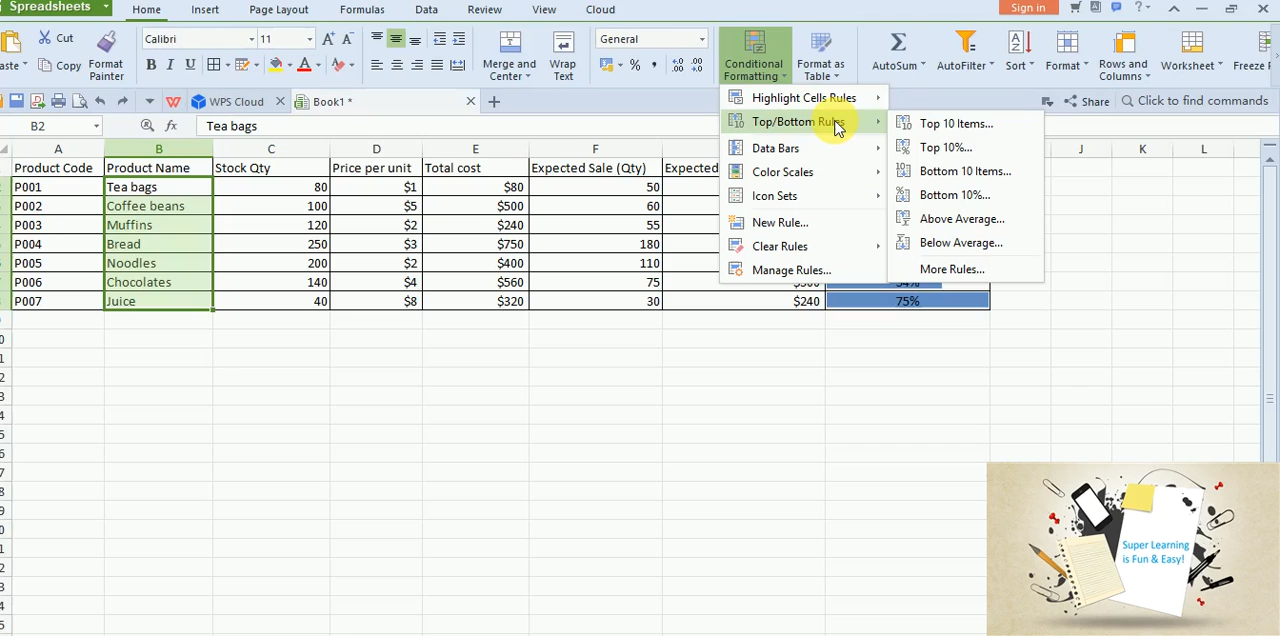 Spreadsheets
Home Insert Page Layout Formulas Data Review View Cloud Sign in
Cut Calibri 11 General
aste Copy Format Painter B I U Merge and Center Wrap Text % , Conditional Formatting Format as Table AutoSum AutoFilter Sort Format Rows and Columns Worksheet Freeze
WPS Cloud Book1 * Share Click to find commands
B2 fx Tea bags
Highlight Cells Rules
Top/Bottom Rules
Data Bars
Color Scales
Icon Sets
New Rule...
Clear Rules
Manage Rules...
Top 10 Items...
Top 10%...
Bottom 10 Items...
Bottom 10%...
Above Average...
Below Average...
More Rules...
A B C D E F J K L
Product Code Product Name Stock Qty Price per unit Total cost Expected Sale (Qty) Expected
P001 Tea bags 80 $1 $80 50
P002 Coffee beans 100 $5 $500 60
P003 Muffins 120 $2 $240 55
P004 Bread 250 $3 $750 180
P005 Noodles 200 $2 $400 110
P006 Chocolates 140 $4 $560 75 $300 54%
P007 Juice 40 $8 $320 30 $240 75%
Super Learning
is Fun & Easy!